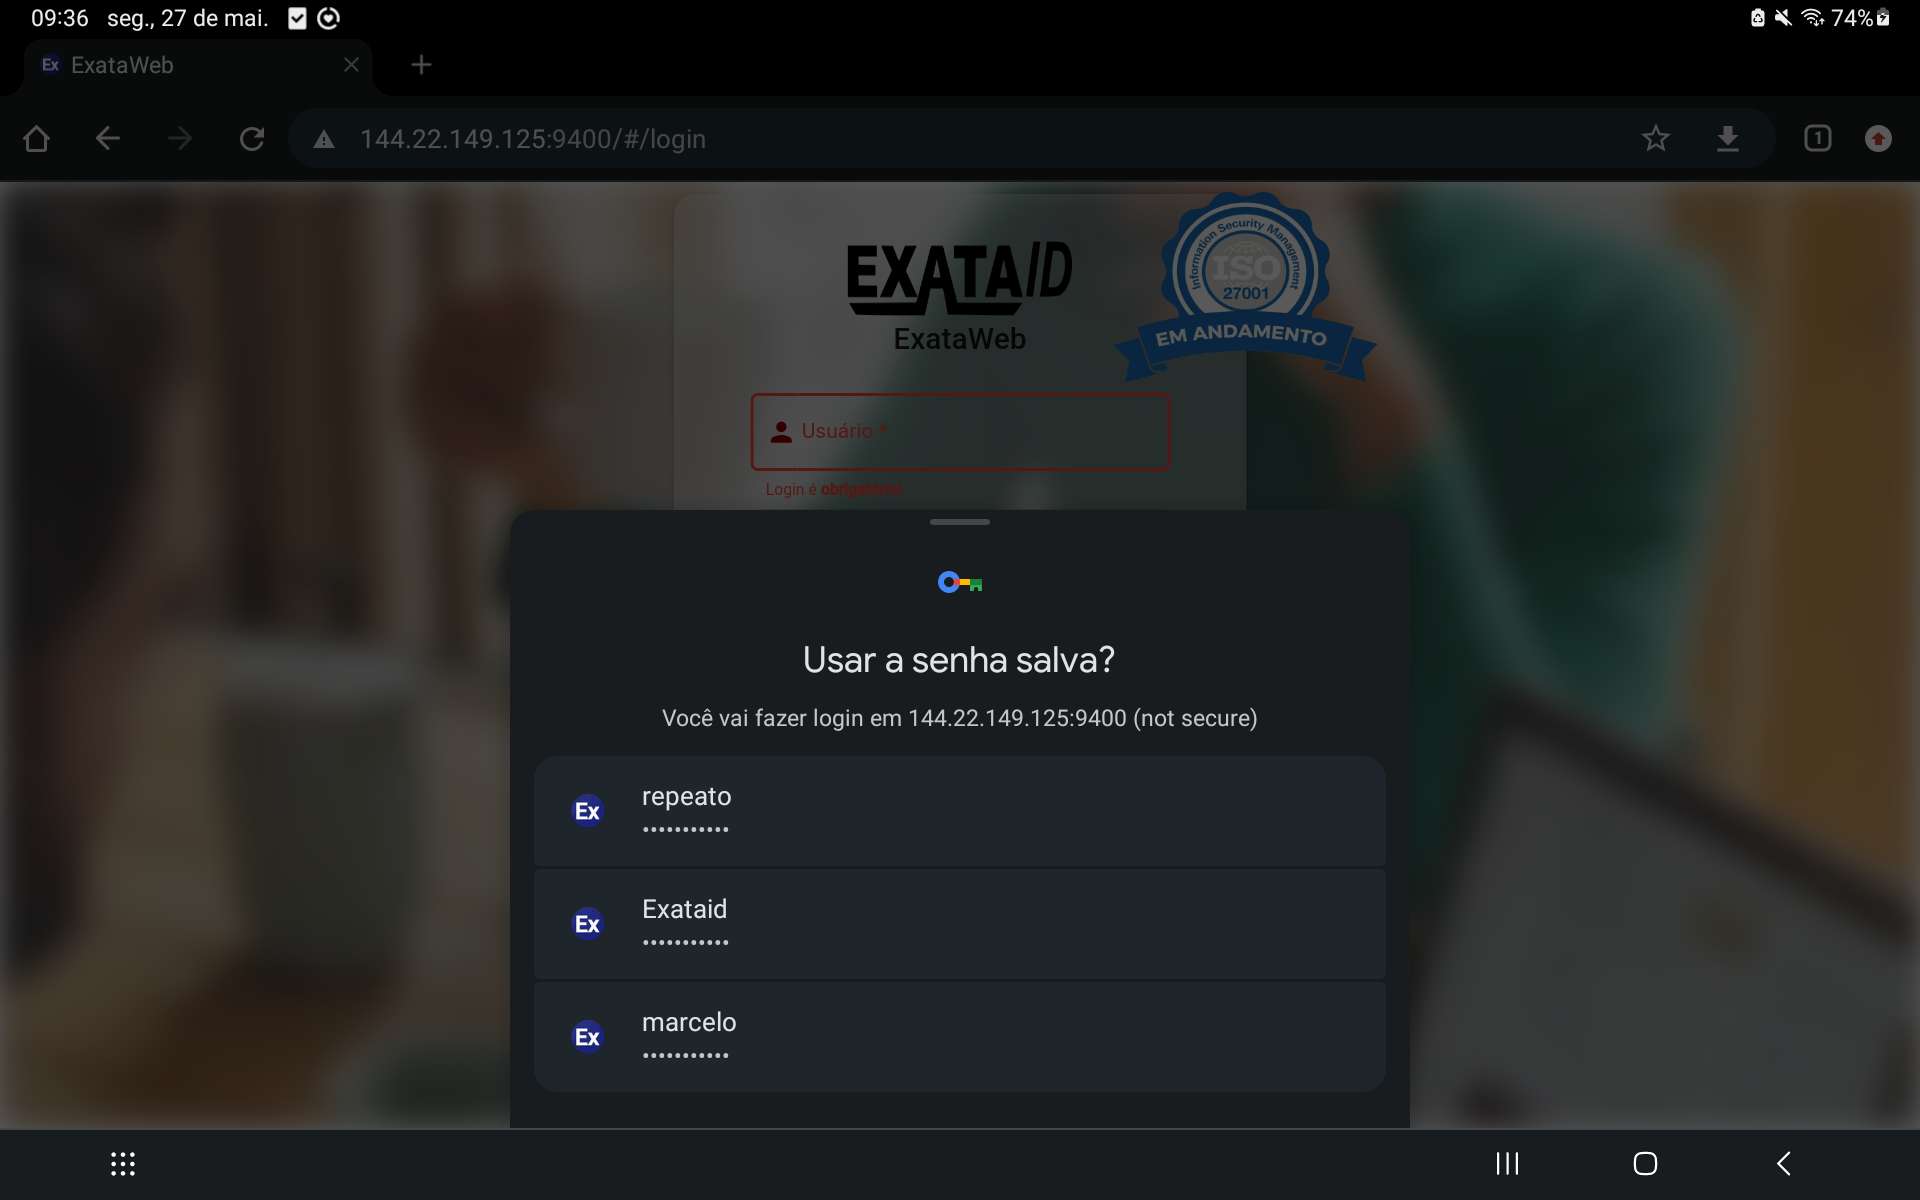 09:36 seg., 27 de mai. 74%
Ex ExataWeb
144.22.149.125:9400/#/login 1
EXATAID
ExataWeb
Information Security Management
ISO
27001
EM ANDAMENTO
Usuário *
Login é obrigatório!
Usar a senha salva?
Você vai fazer login em 144.22.149.125:9400 (not secure)
Ex repeato
•••••••••••
Ex Exataid
•••••••••••
Ex marcelo
•••••••••••